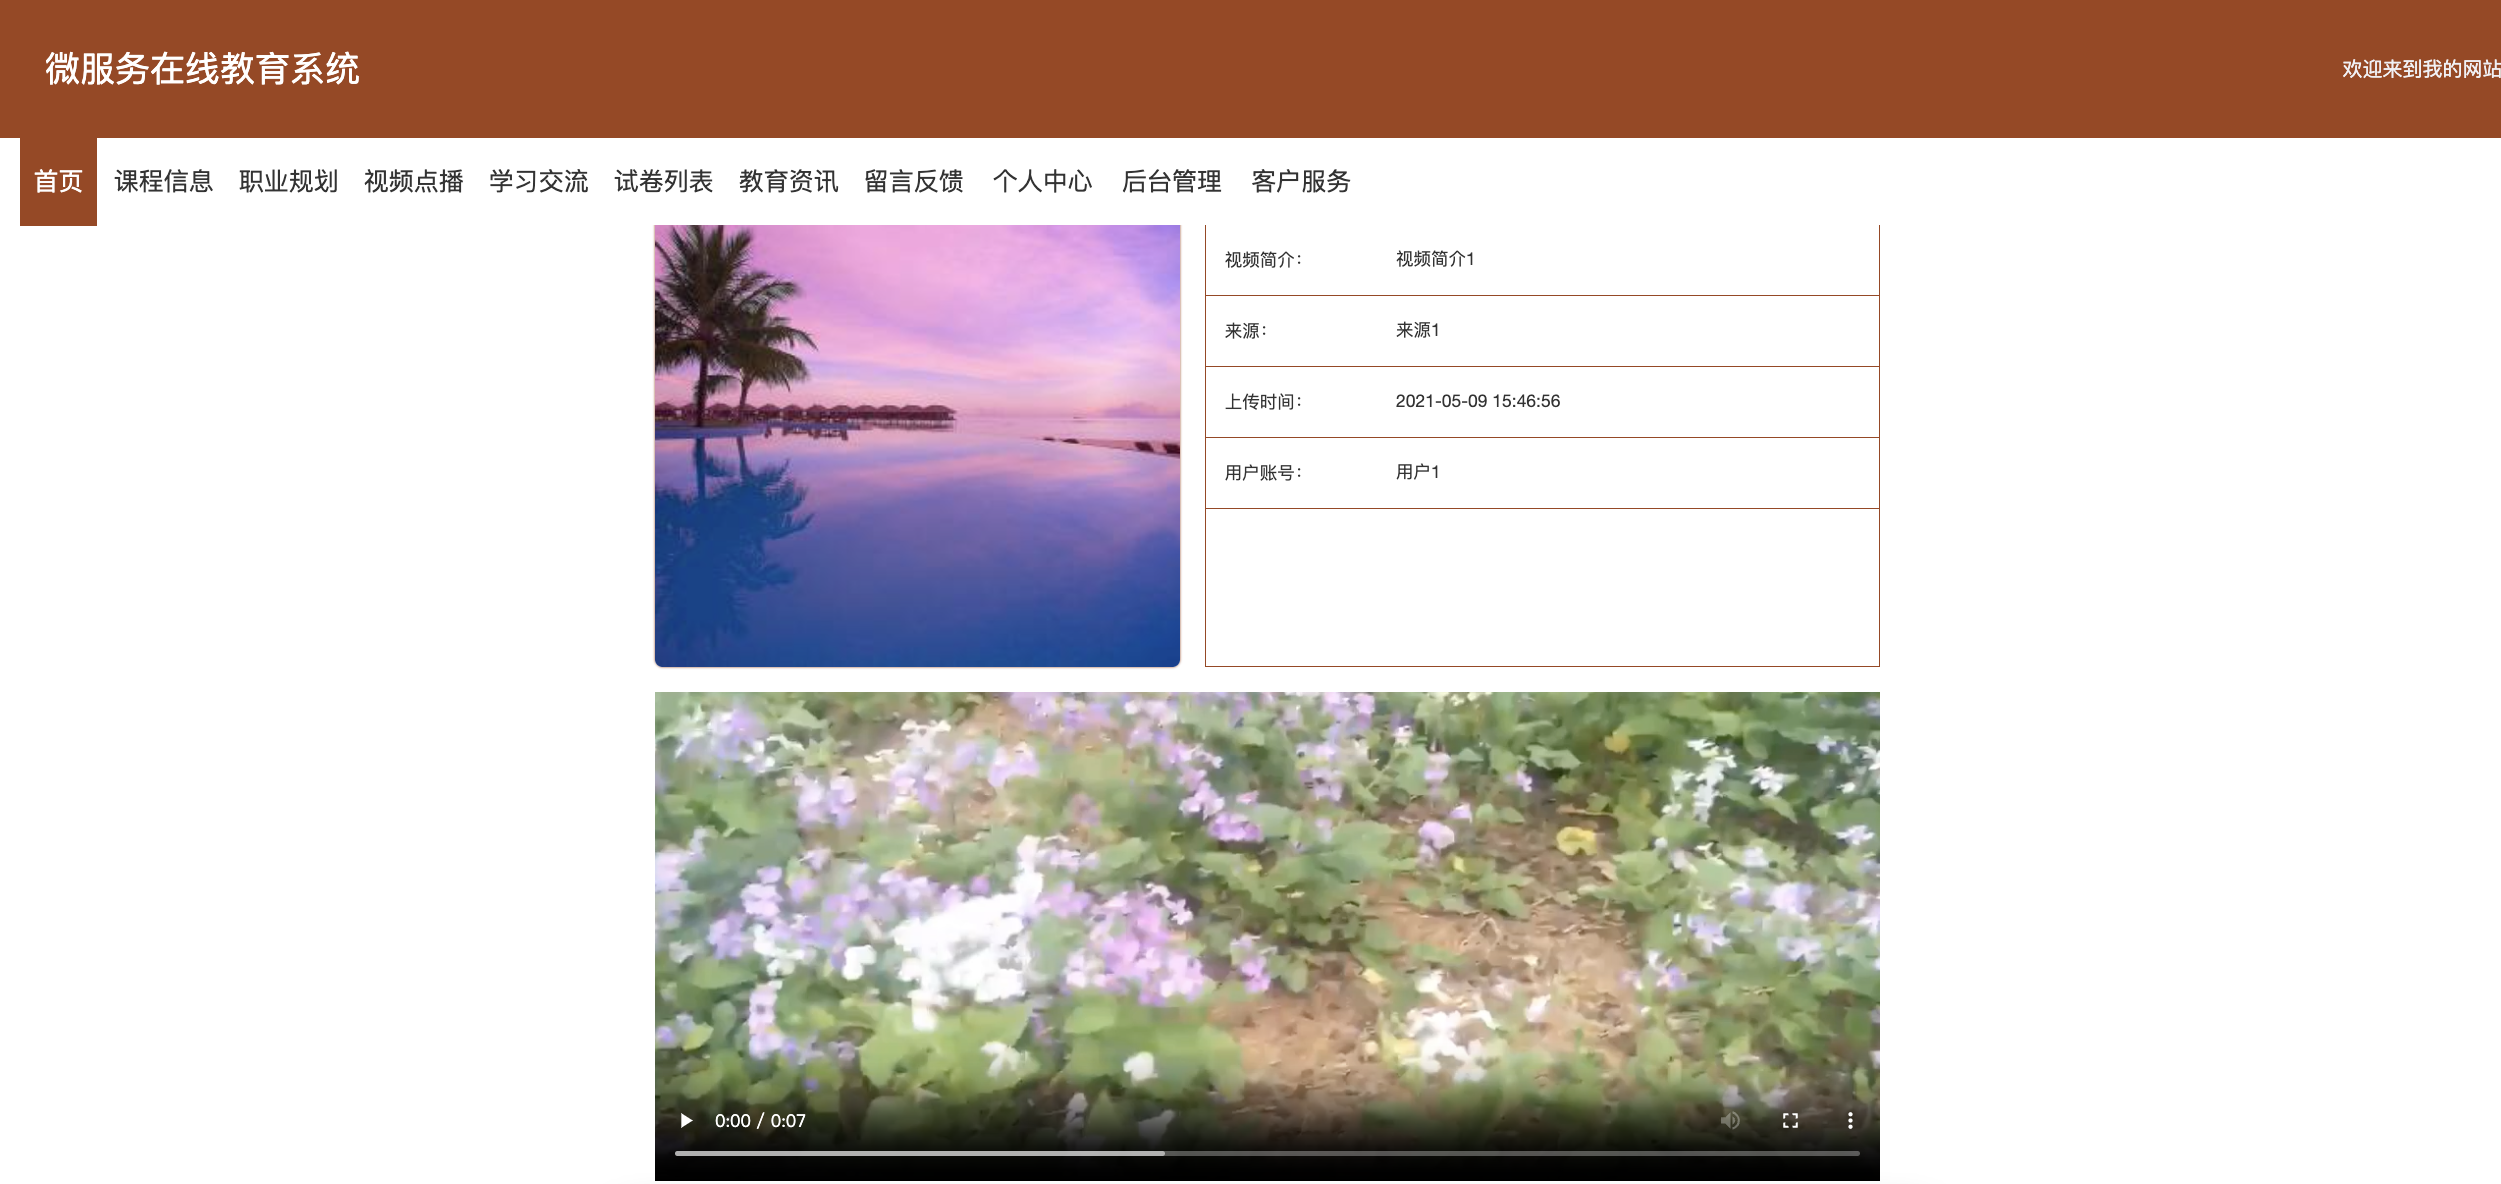 微服务在线教育系统
欢迎来到我的网站
首页 课程信息 职业规划 视频点播 学习交流 试卷列表 教育资讯 留言反馈 个人中心 后台管理 客户服务
视频简介： 视频简介1
来源： 来源1
上传时间： 2021-05-09 15:46:56
用户账号： 用户1
0:00 / 0:07